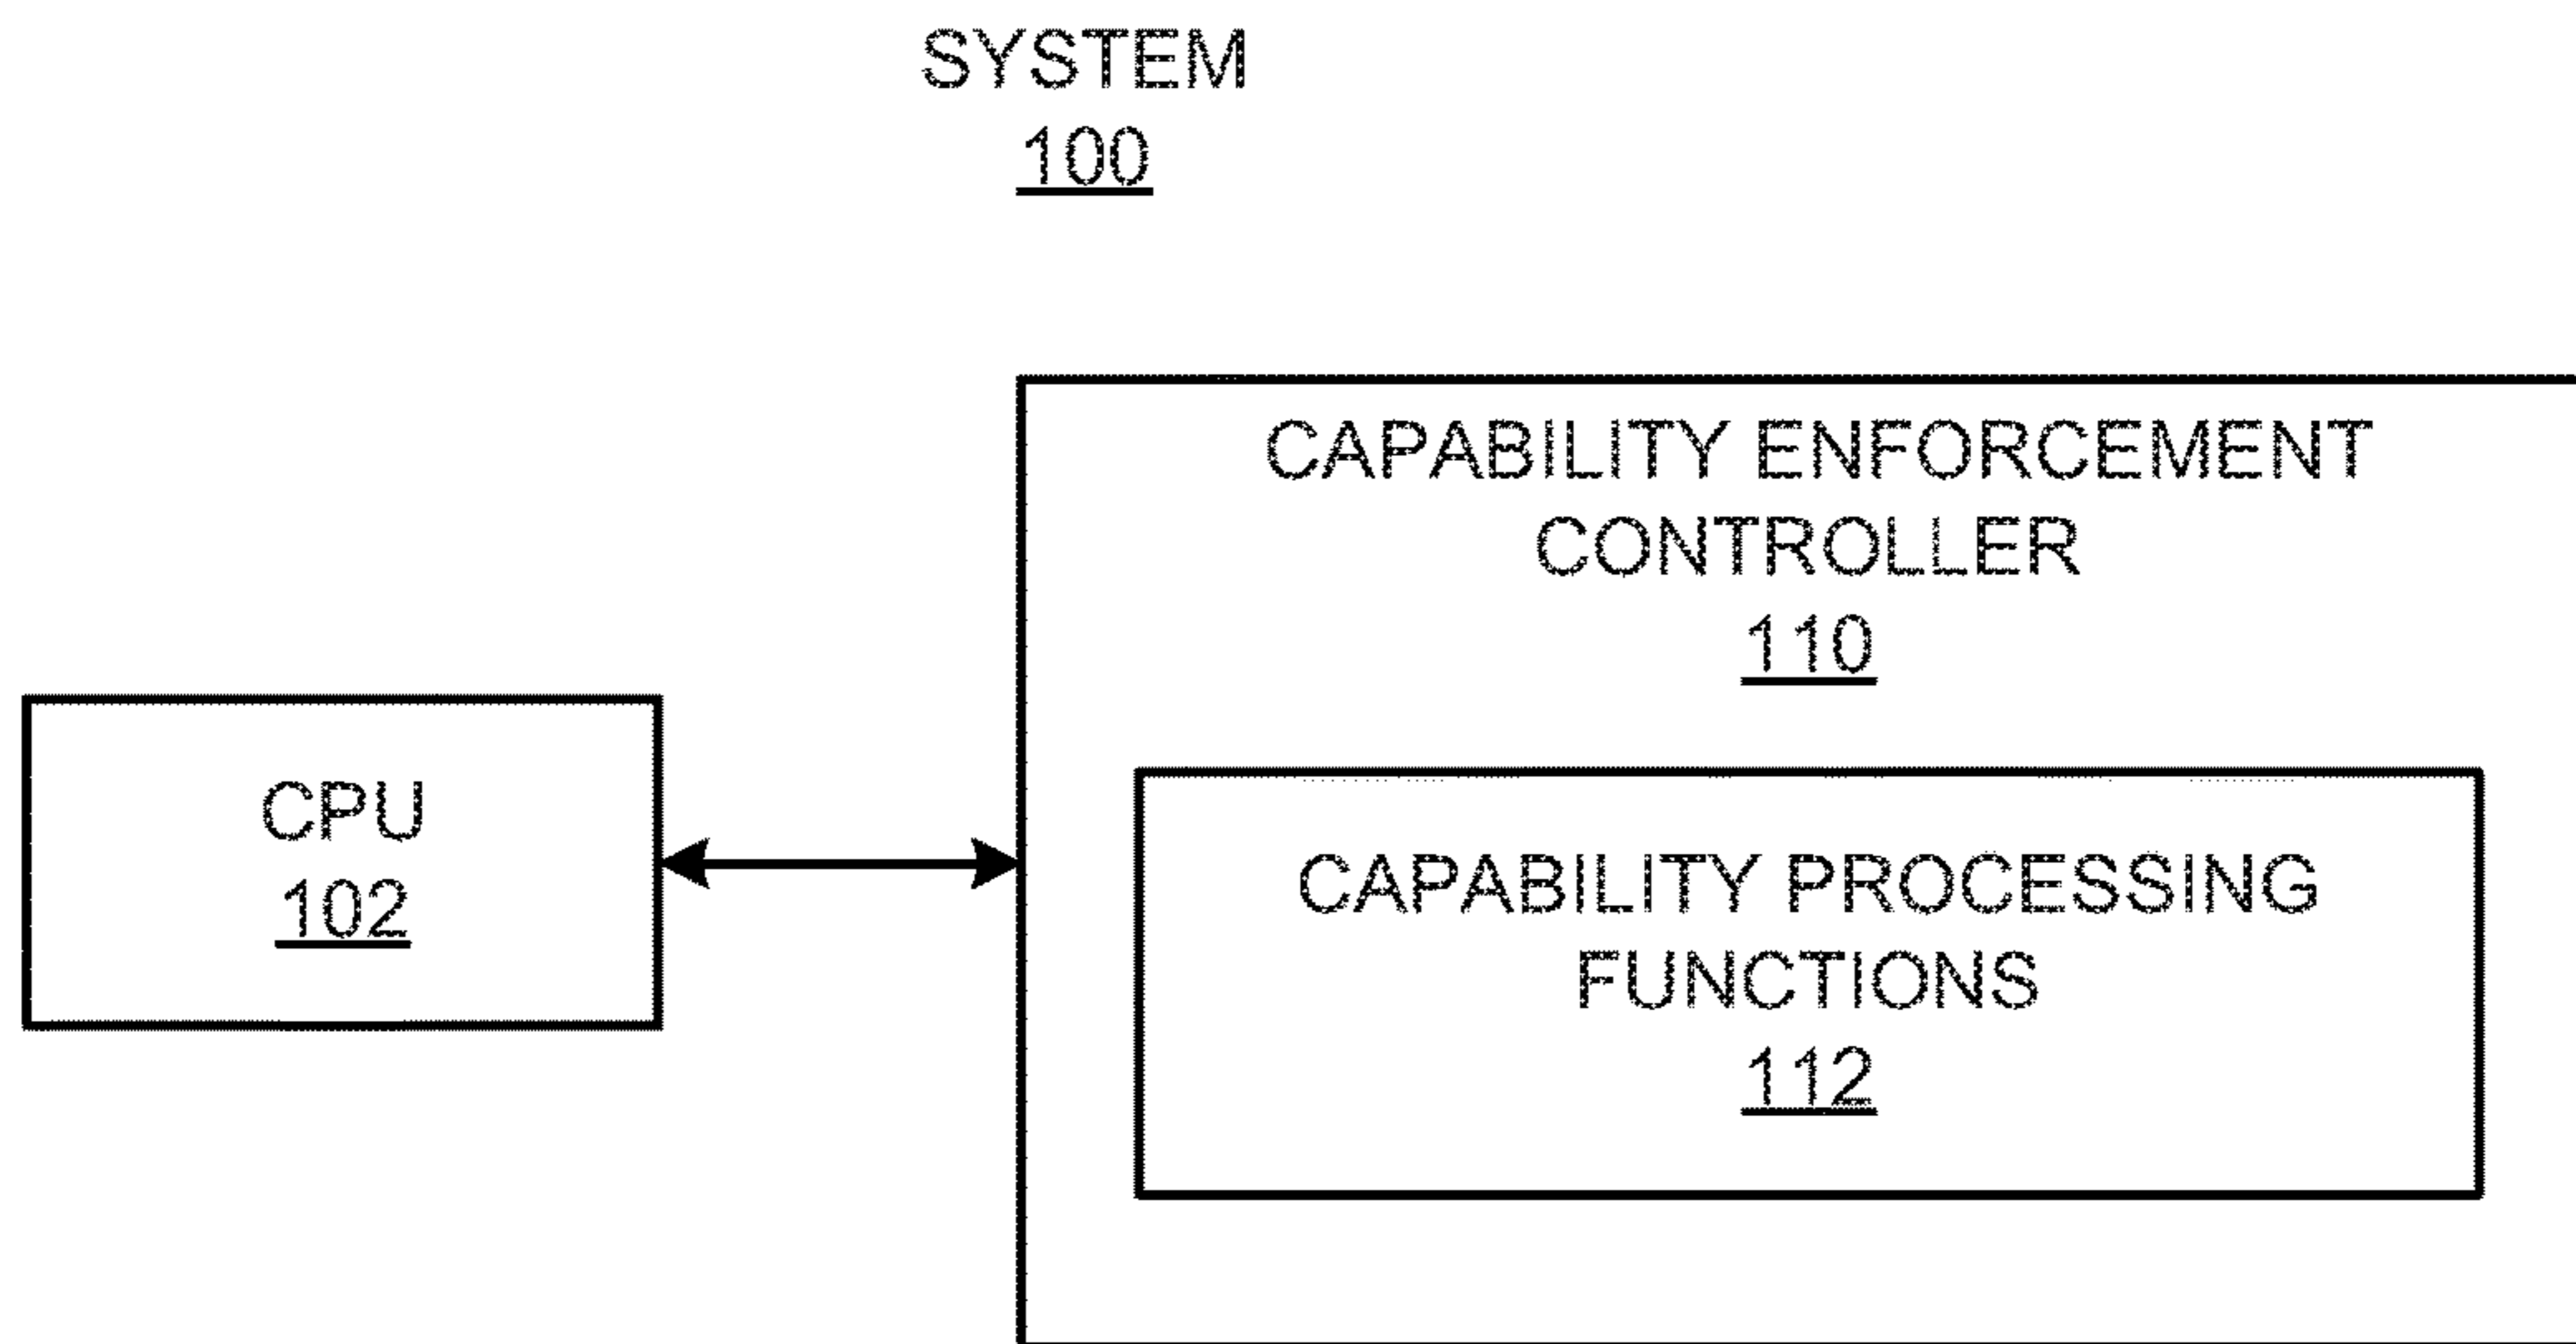 SYSTEM
100
CAPABILITY ENFORCEMENT
CONTROLLER
110
CPU
102
CAPABILITY PROCESSING
FUNCTIONS
112